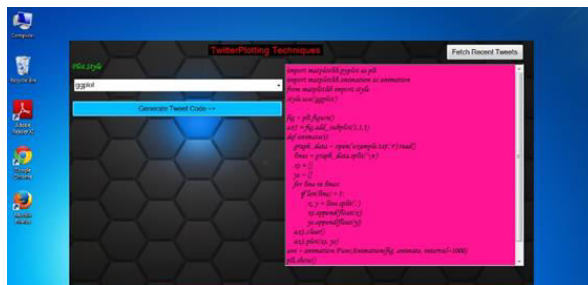 Computer
TwitterPlotting Techniques
Fetch Recent Tweets
Plot Style
ggplot
Generate Tweet Code-->
Recycle Bin
Adobe Reader X
Google Chrome
Mozilla Firefox
import matplotlib.pyplot as plt
import matplotlib.animation as animation
from matplotlib import style
style.use('ggplot')
fig = plt.figure()
ax1 = fig.add_subplot(1,1,1)
def animate(i):
graph_data = open('example.txt','r').read()
lines = graph_data.split('\n')
xs = []
ys = []
for line in lines:
if len(line) > 1:
x, y = line.split(',')
xs.append(float(x))
ys.append(float(y))
ax1.clear()
ax1.plot(xs, ys)
ani = animation.FuncAnimation(fig, animate, interval=1000)
plt.show()